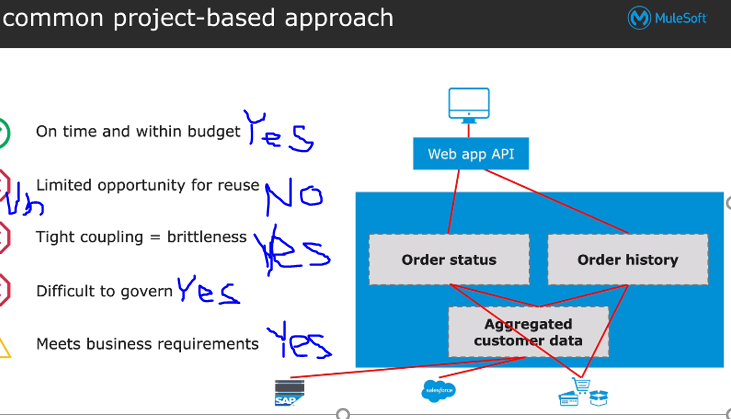 common project-based approach
MuleSoft
On time and within budget Yes
Limited opportunity for reuse No
Tight coupling = brittleness Yes
Difficult to govern Yes
Meets business requirements Yes
Web app API
Order status
Order history
Aggregated
customer data
SAP
salesforce